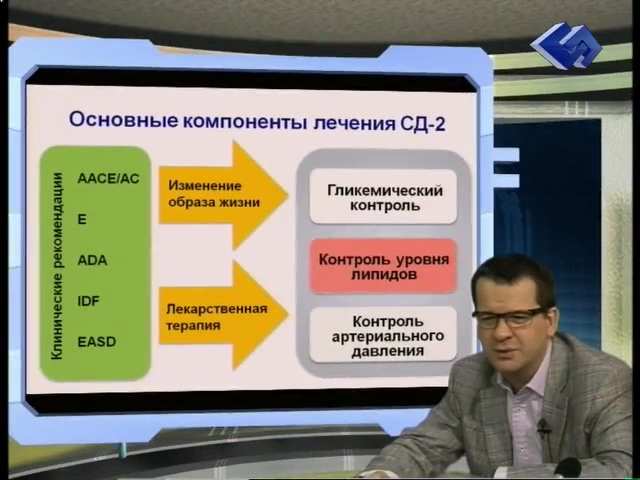 Основные компоненты лечения СД-2
Клинические рекомендации
AACE/AC
E
ADA
IDF
EASD
Изменение
образа жизни
Лекарственная
терапия
Гликемический
контроль
Контроль уровня
липидов
Контроль
артериального
давления